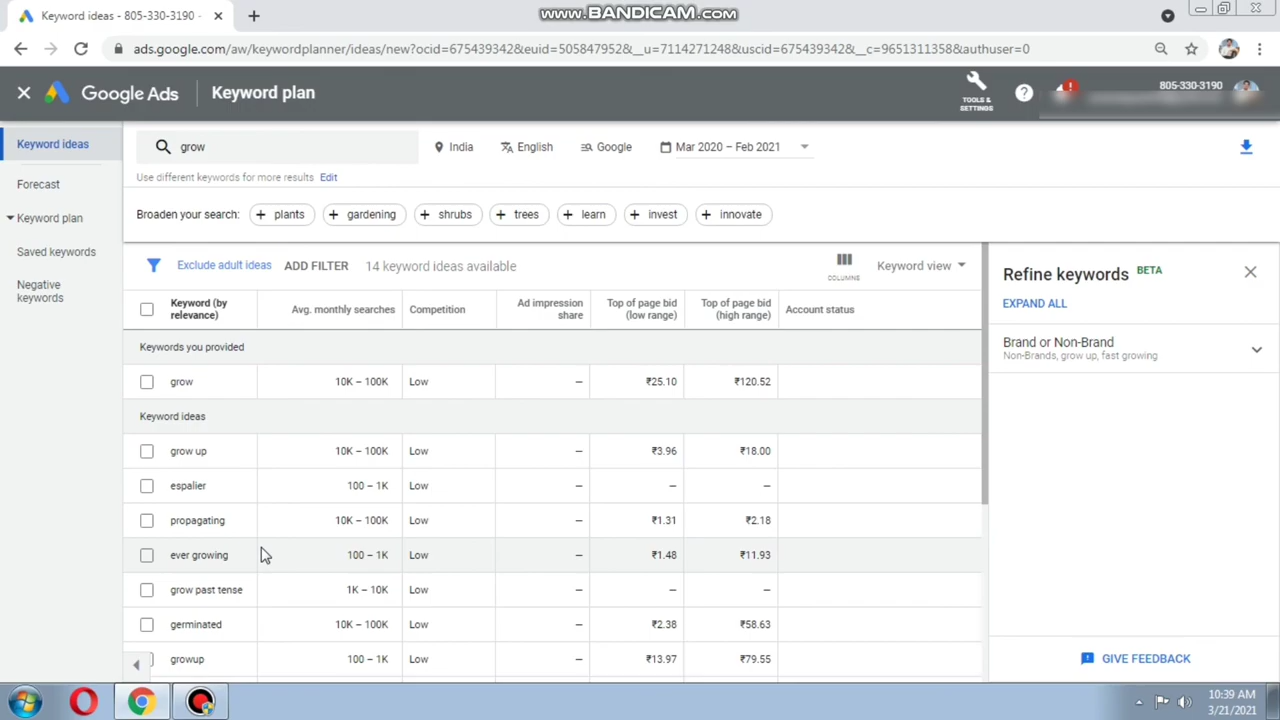 www.BANDICAM.com
Keyword ideas - 805-330-3190 -
ads.google.com/aw/keywordplanner/ideas/new?ocid=675439342&euid=505847952&__u=7114271248&uscid=675439342&__c=9651311358&authuser=0
Google Ads
Keyword plan
TOOLS &
SETTINGS
805-330-3190
Keyword ideas
Forecast
Keyword plan
Saved keywords
Negative
keywords
grow
India
English
Google
Mar 2020 – Feb 2021
Use different keywords for more results Edit
Broaden your search: + plants + gardening + shrubs + trees + learn + invest + innovate
Exclude adult ideas ADD FILTER 14 keyword ideas available
COLUMNS
Keyword view
Keyword (by
relevance)
Avg. monthly searches
Competition
Ad impression
share
Top of page bid
(low range)
Top of page bid
(high range)
Account status
Keywords you provided
grow 10K – 100K Low – ₹25.10 ₹120.52
Keyword ideas
grow up 10K – 100K Low – ₹3.96 ₹18.00
espalier 100 – 1K Low – – –
propagating 10K – 100K Low – ₹1.31 ₹2.18
ever growing 100 – 1K Low – ₹1.48 ₹11.93
grow past tense 1K – 10K Low – – –
germinated 10K – 100K Low – ₹2.38 ₹58.63
growup 100 – 1K Low – ₹13.97 ₹79.55
Refine keywords BETA
EXPAND ALL
Brand or Non-Brand
Non-Brands, grow up, fast growing
GIVE FEEDBACK
10:39 AM
3/21/2021